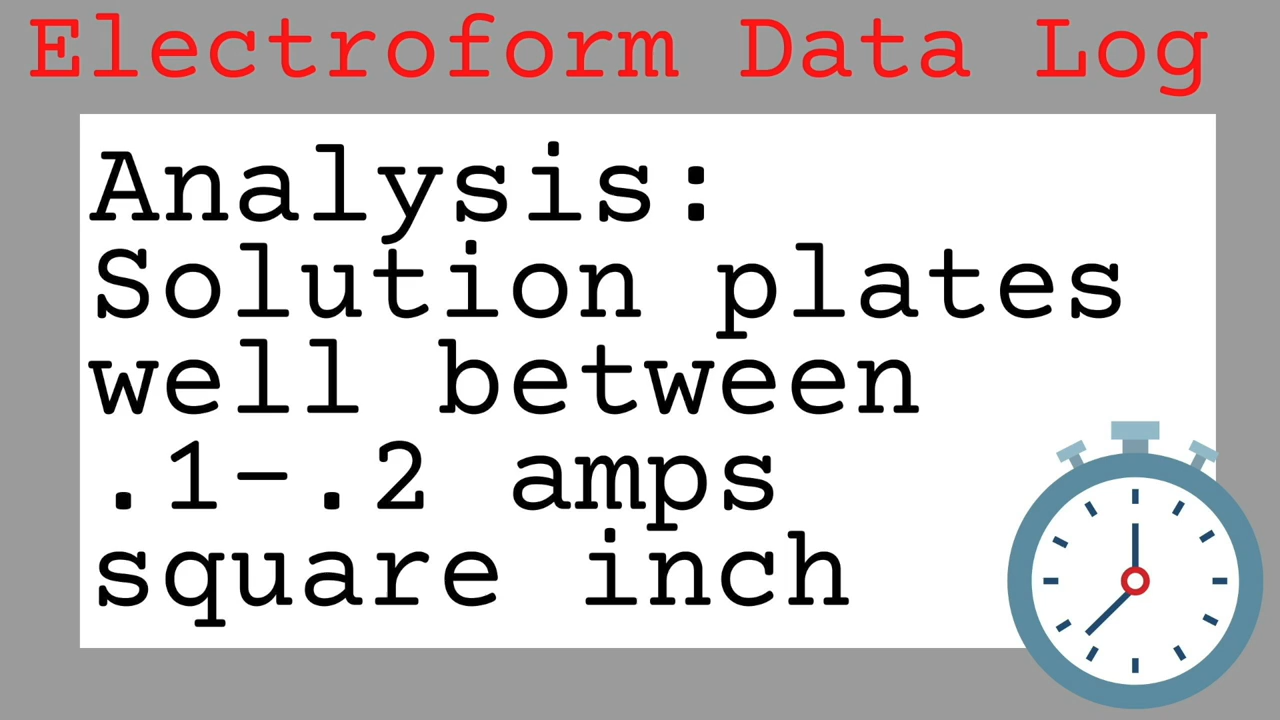 Electroform Data Log
Analysis:
Solution plates
well between
.1-.2 amps
square inch